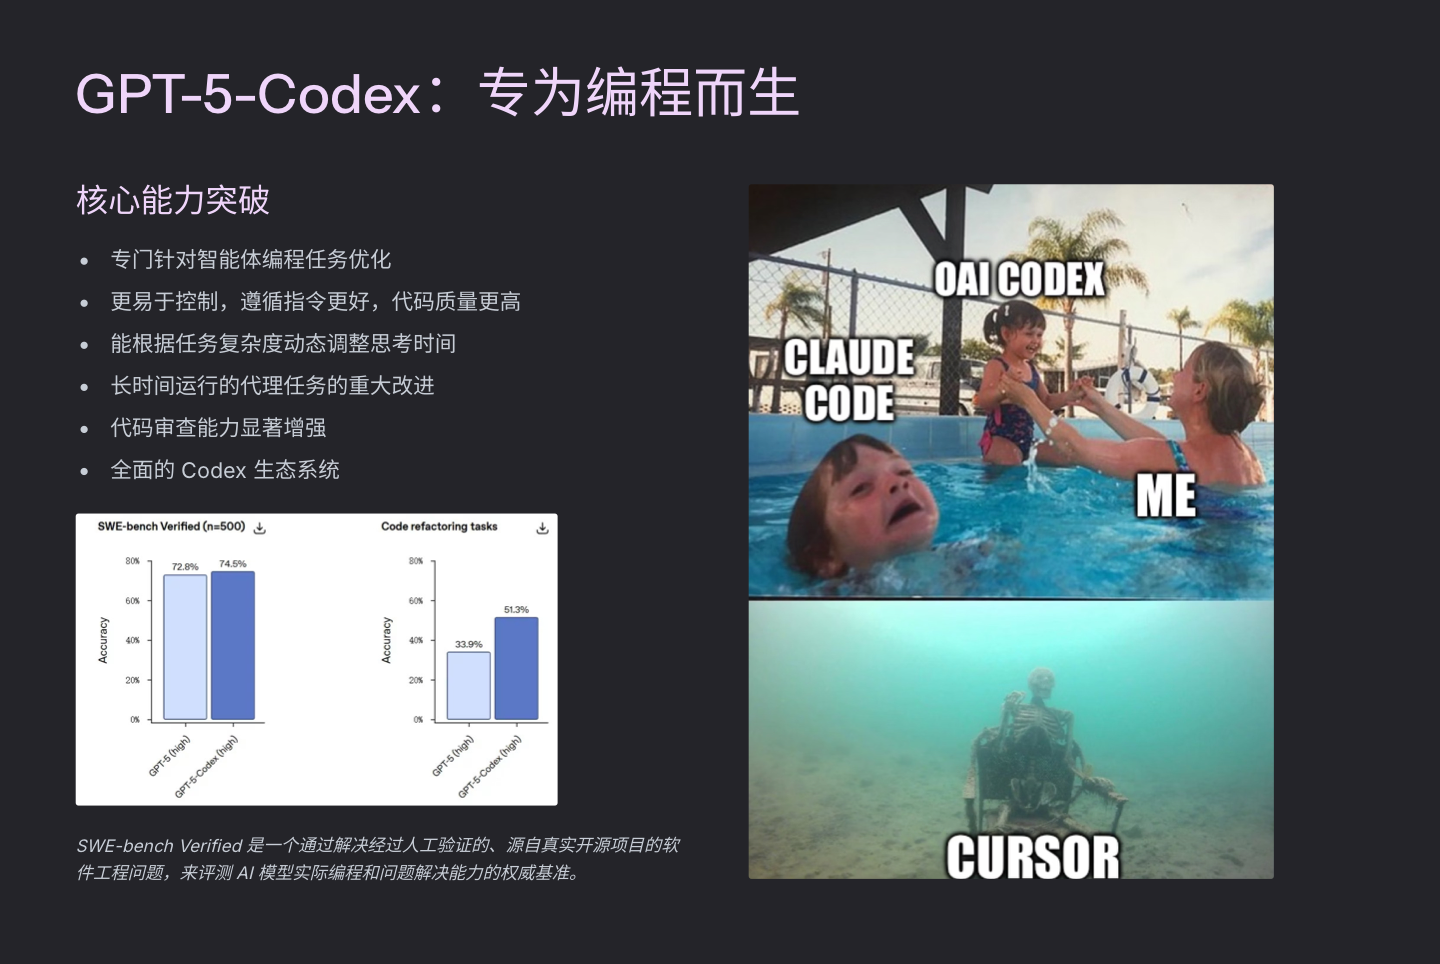 GPT-5-Codex：专为编程而生
核心能力突破
• 专门针对智能体编程任务优化
• 更易于控制，遵循指令更好，代码质量更高
• 能根据任务复杂度动态调整思考时间
• 长时间运行的代理任务的重大改进
• 代码审查能力显著增强
• 全面的 Codex 生态系统
SWE-bench Verified (n=500)
80%
60%
40%
20%
0%
Accuracy
72.8%
74.5%
GPT-5 (high)
GPT-5-Codex (high)
Code refactoring tasks
80%
60%
40%
20%
0%
Accuracy
33.9%
51.3%
GPT-5 (high)
GPT-5-Codex (high)
SWE-bench Verified 是一个通过解决经过人工验证的、源自真实开源项目的软
件工程问题，来评测 AI 模型实际编程和问题解决能力的权威基准。
OAI CODEX
CLAUDE
CODE
ME
CURSOR